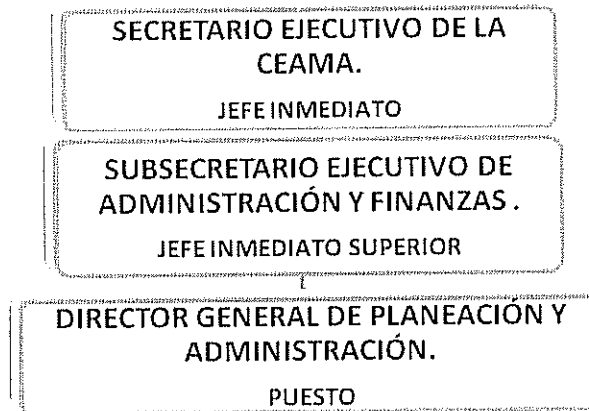 SECRETARIO EJECUTIVO DE LA
CEAMA.
JEFE INMEDIATO
SUBSECRETARIO EJECUTIVO DE
ADMINISTRACIÓN Y FINANZAS .
JEFE INMEDIATO SUPERIOR
DIRECTOR GENERAL DE PLANEACIÓN Y
ADMINISTRACIÓN.
PUESTO